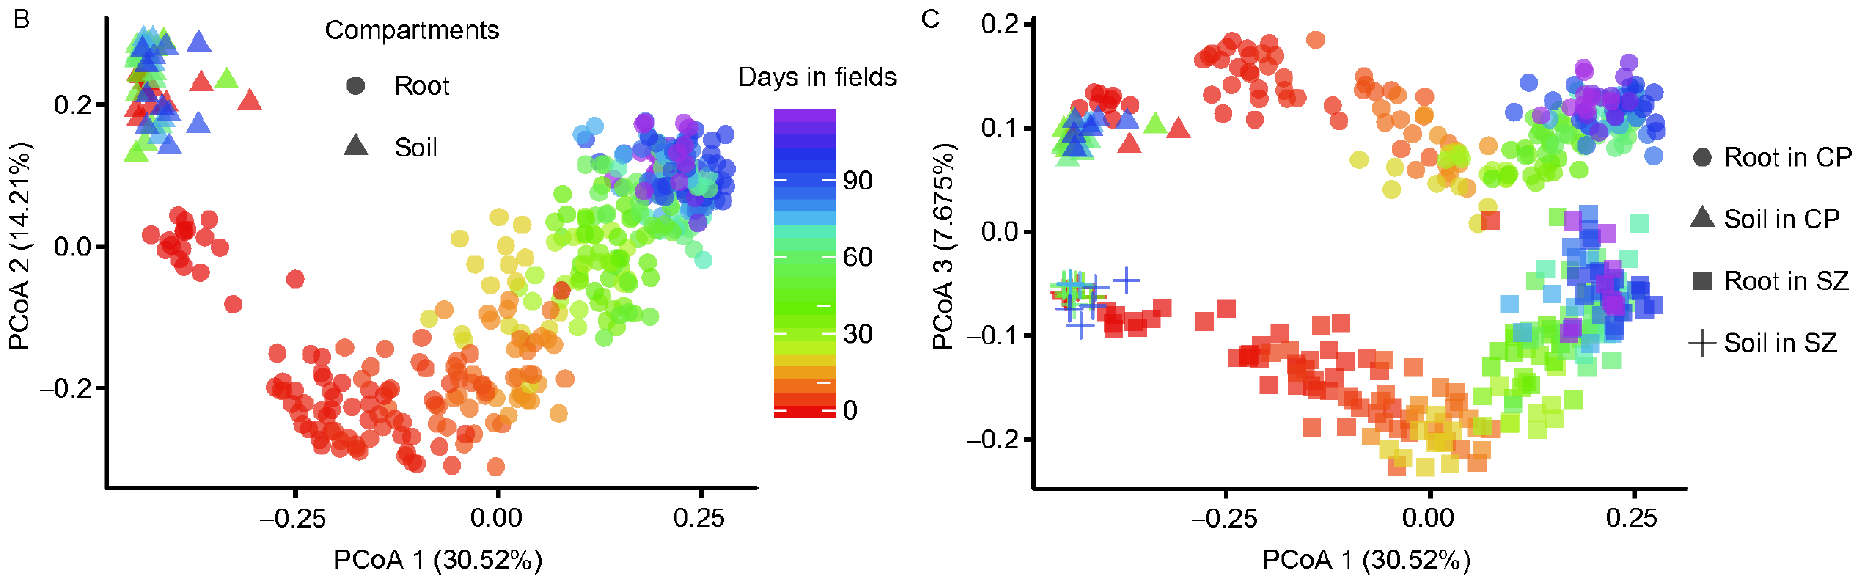 B
Compartments
Root
Soil
Days in fields
90
60
30
0
0.2
0.0
−0.2
PCoA 2 (14.21%)
−0.25
0.00
0.25
PCoA 1 (30.52%)
C
0.2
0.1
0.0
−0.1
−0.2
PCoA 3 (7.675%)
−0.25
0.00
0.25
PCoA 1 (30.52%)
Root in CP
Soil in CP
Root in SZ
Soil in SZ